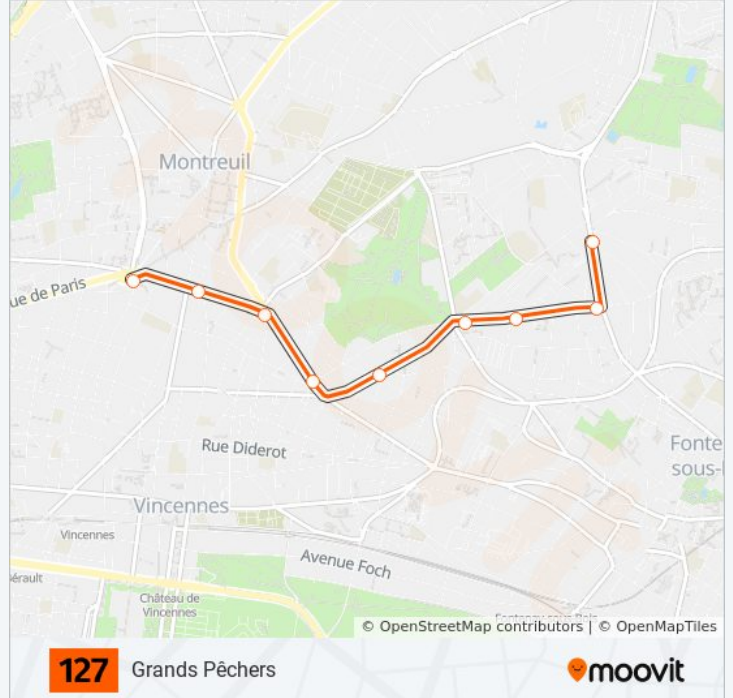 Montreuil
ue de Paris
Rue Diderot
Fonte
sous-
Vincennes
Vincennes
Avenue Foch
érault
Château de
Vincennes
© OpenStreetMap contributors | © OpenMapTiles
127 Grands Pêchers moovit